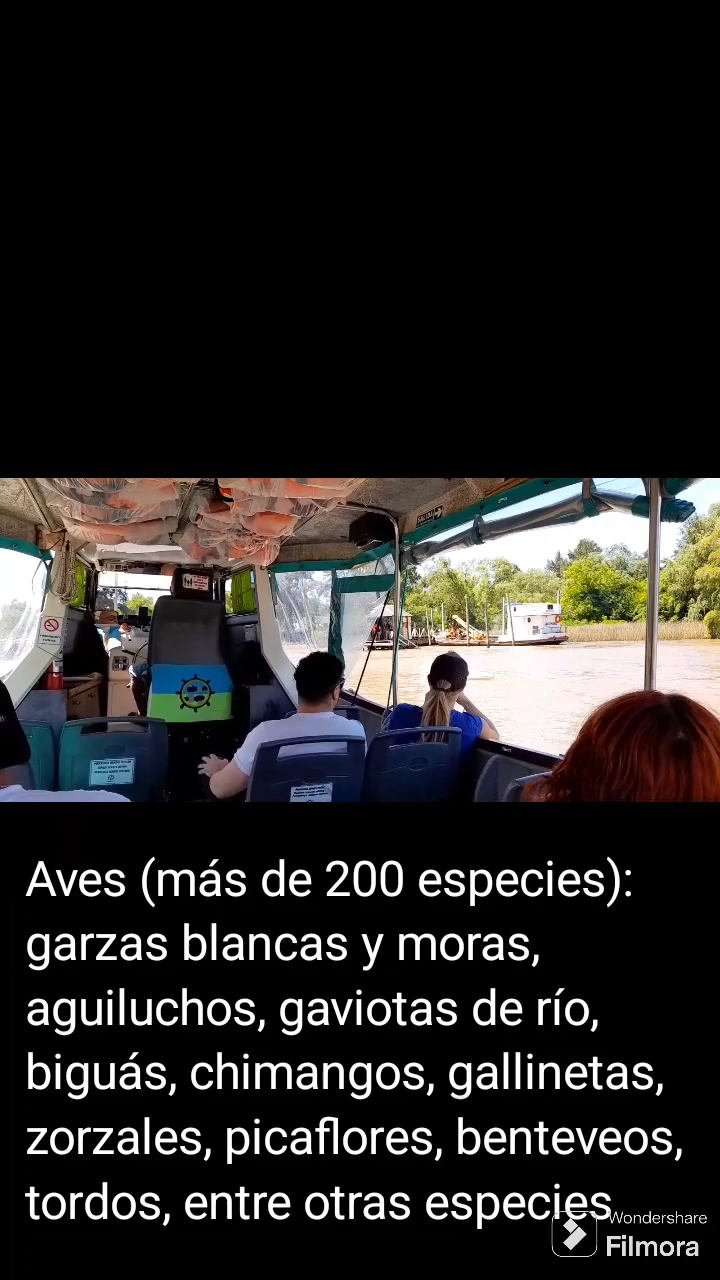 SALIDA
Aves (más de 200 especies):
garzas blancas y moras,
aguiluchos, gaviotas de río,
biguás, chimangos, gallinetas,
zorzales, picaflores, benteveos,
tordos, entre otras especies
Wondershare
Filmora